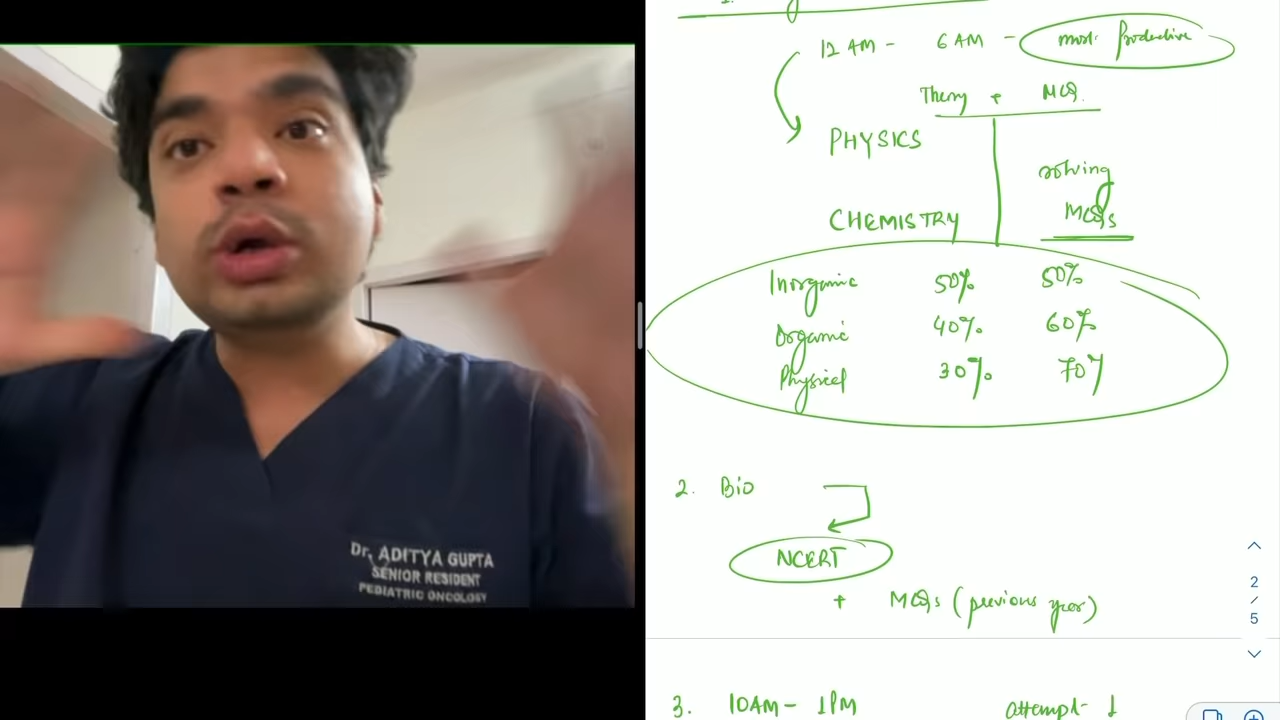 Dr. ADITYA GUPTA
SENIOR RESIDENT
PEDIATRIC ONCOLOGY
1.
12 AM - 6 AM - most Productive
Theory + MCQ.
PHYSICS
solving
CHEMISTRY MCQs
Inorganic 50% 50%
Organic 40% 60%
Physical 30% 70%
2. Bio
NCERT
+ MCQs (previous year)
2
/
5
3. 10AM - 1PM attempt 1